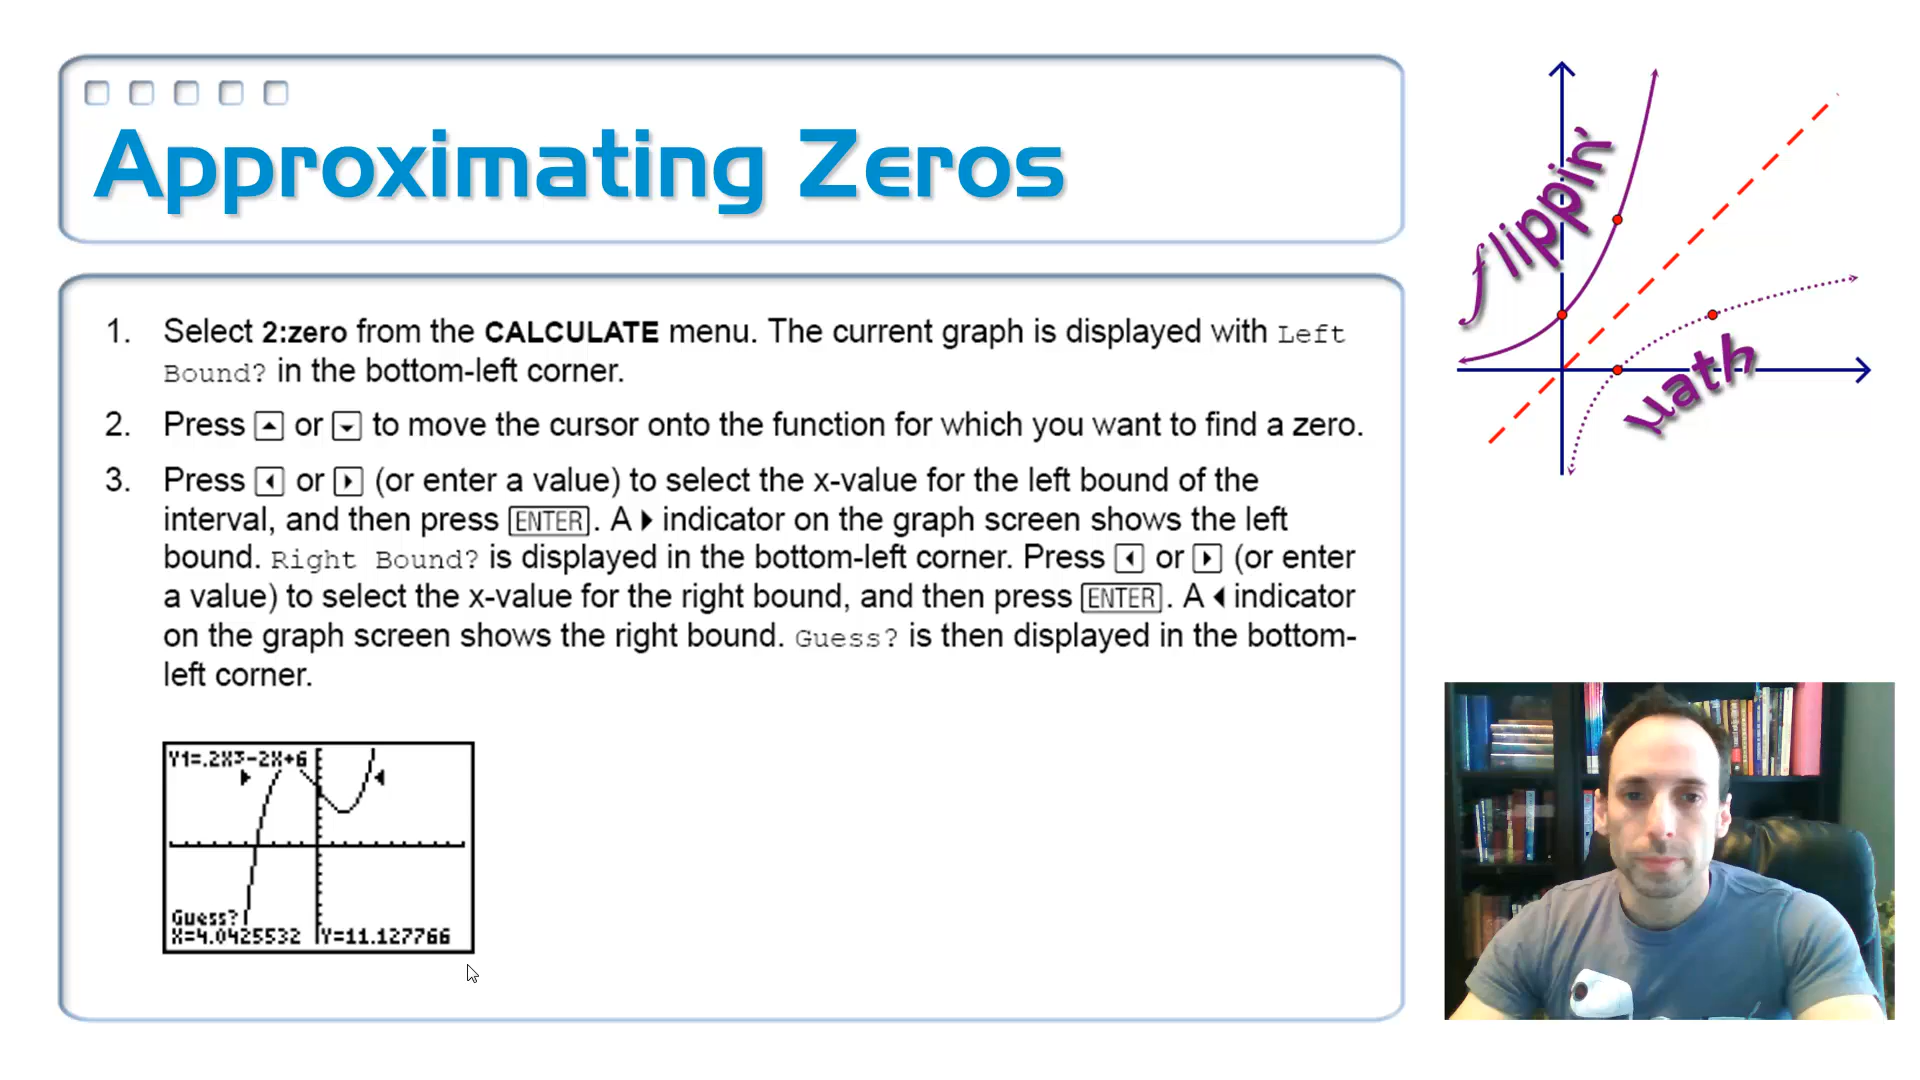 Approximating Zeros
1. Select 2:zero from the CALCULATE menu. The current graph is displayed with Left
Bound? in the bottom-left corner.
2. Press or to move the cursor onto the function for which you want to find a zero.
3. Press or (or enter a value) to select the x-value for the left bound of the
interval, and then press ENTER. A indicator on the graph screen shows the left
bound. Right Bound? is displayed in the bottom-left corner. Press or (or enter
a value) to select the x-value for the right bound, and then press ENTER. A indicator
on the graph screen shows the right bound. Guess? is then displayed in the bottom-
left corner.
Y1=.2X3-2X+6
Guess?
X=4.0425532 Y=11.127766
flippin'
math